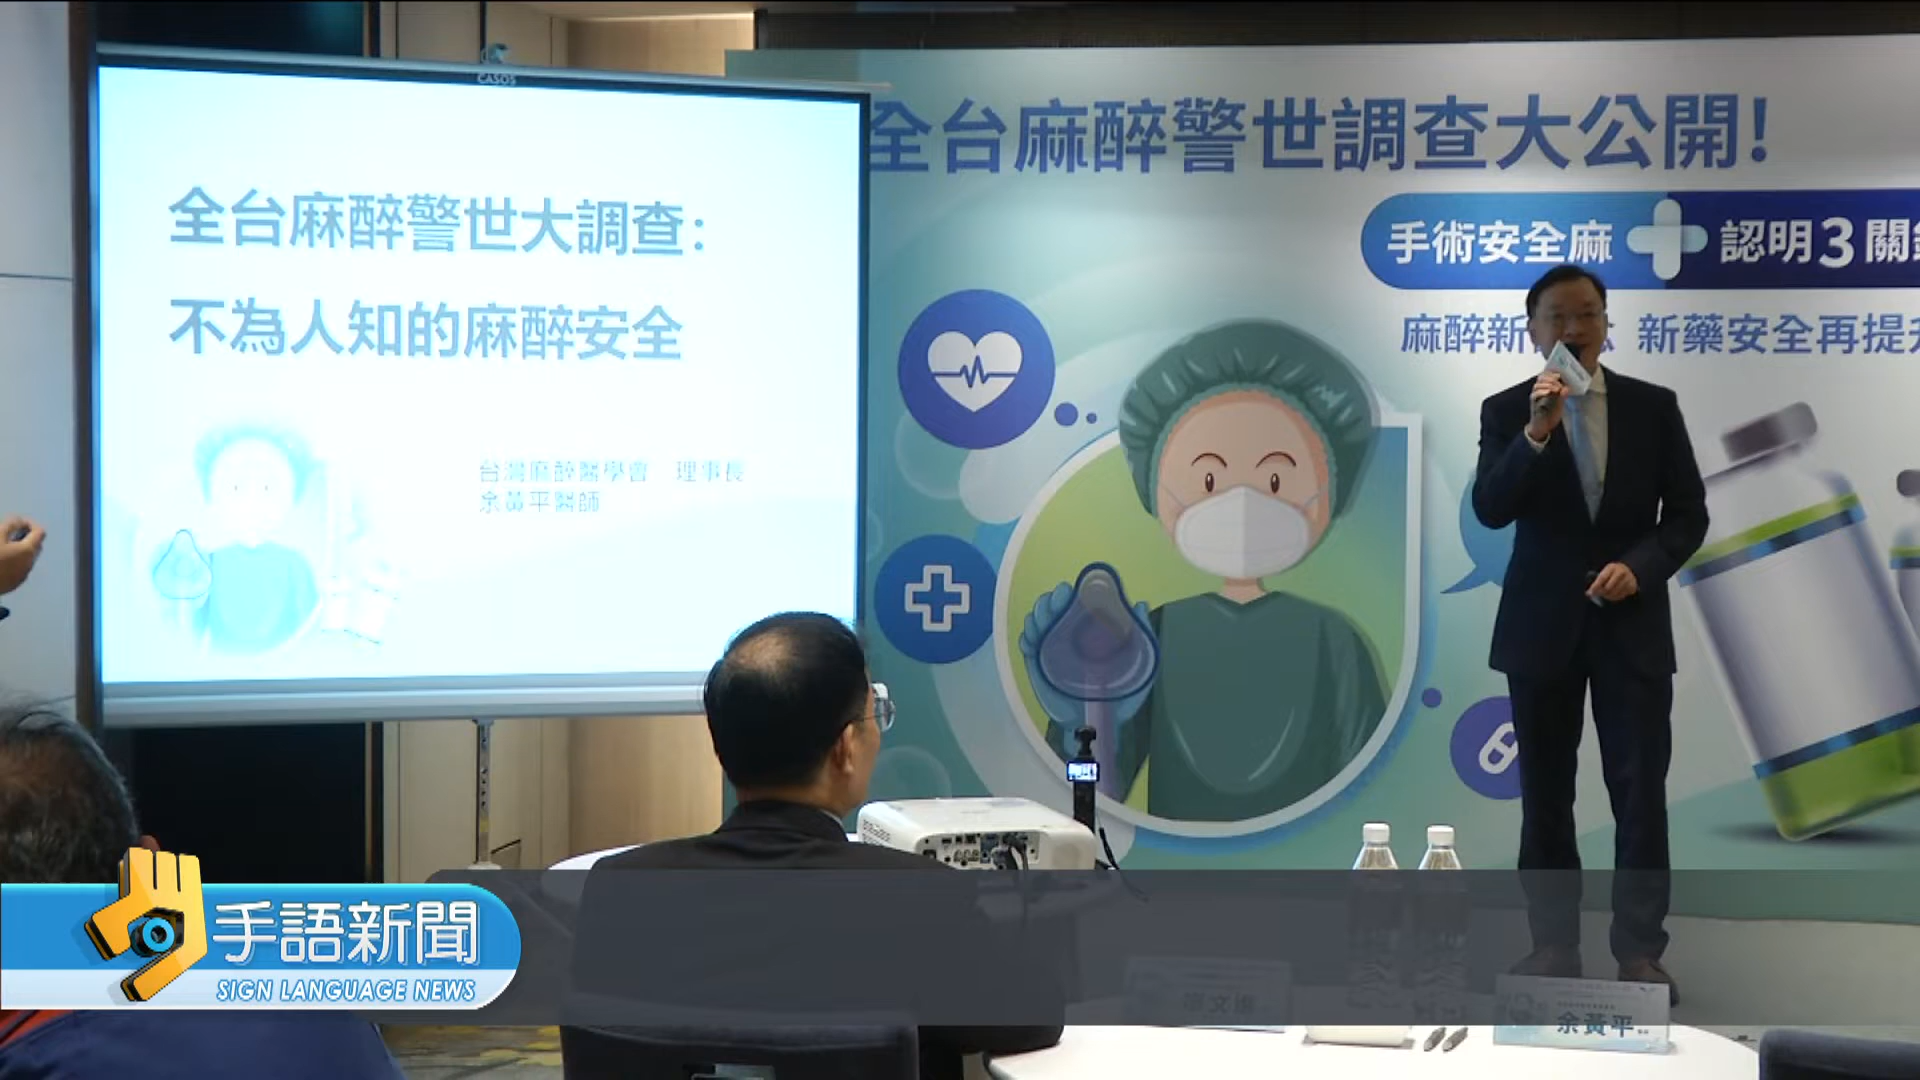 CASOS
全台麻醉警世大調查:
不為人知的麻醉安全
台灣麻醉醫學會 理事長
余黃平醫師
全台麻醉警世調查大公開!
手術安全麻 認明3關
麻醉新 新藥安全再提
余黃平
手語新聞
SIGN LANGUAGE NEWS